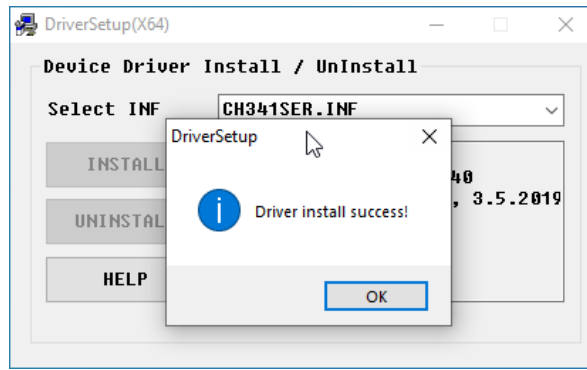 DriverSetup(X64)
Device Driver Install / UnInstall
Select INF
CH341SER.INF
DriverSetup
INSTALL
40
, 3.5.2019
Driver install success!
UNINSTAL
HELP
OK